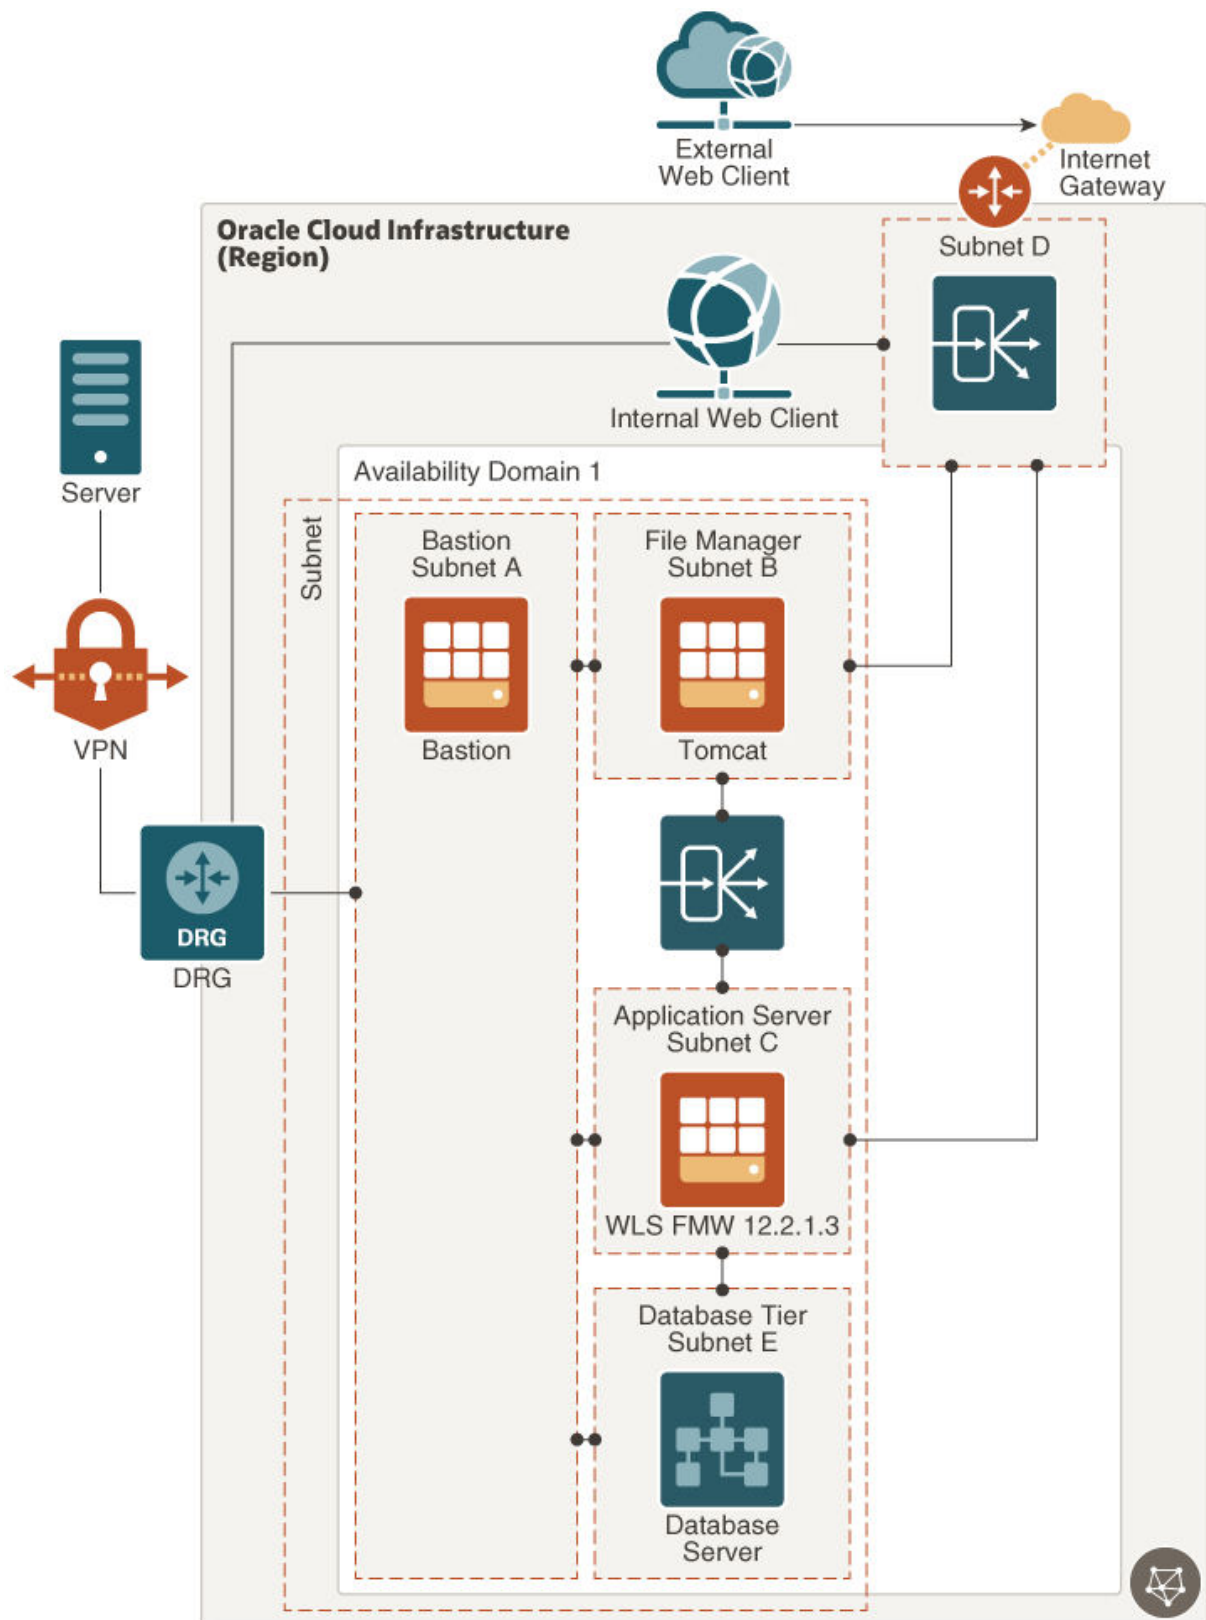 External
Web Client
Internet
Gateway
Oracle Cloud Infrastructure
(Region)
Subnet D
Internal Web Client
Server
Availability Domain 1
Subnet
Bastion
Subnet A
File Manager
Subnet B
Bastion
Tomcat
VPN
DRG
DRG
Application Server
Subnet C
WLS FMW 12.2.1.3
Database Tier
Subnet E
Database
Server